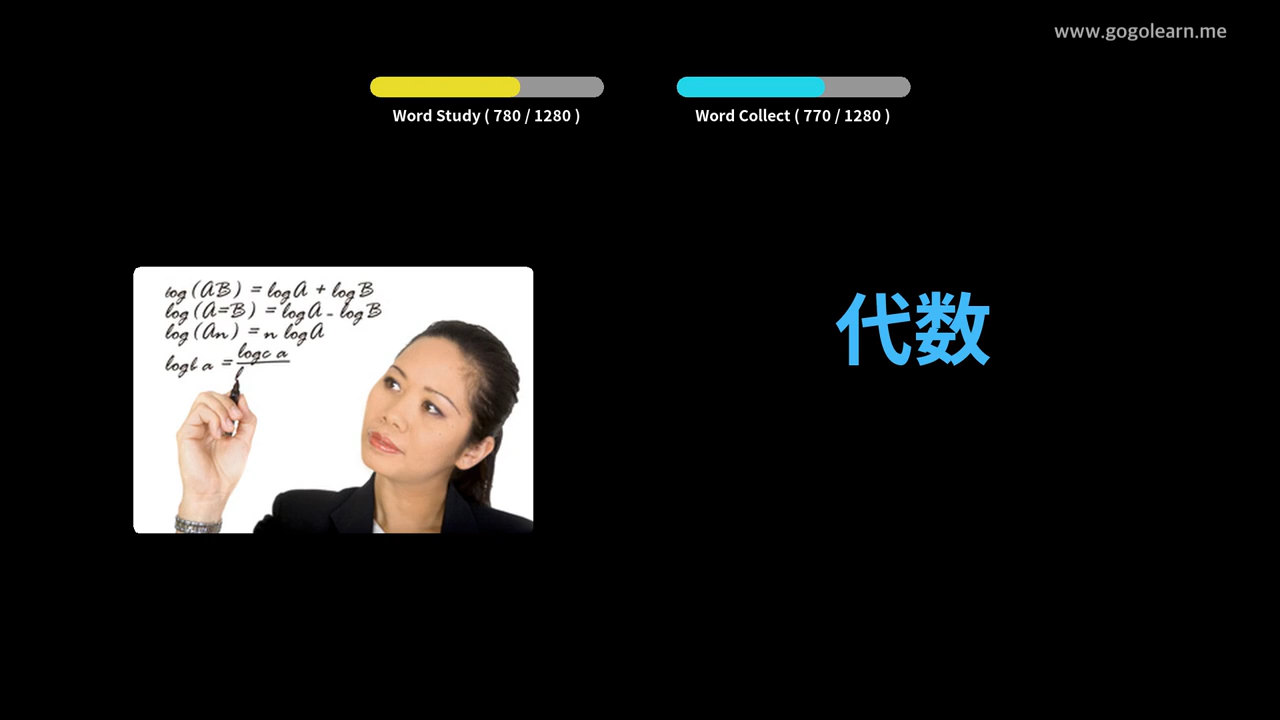 www.gogolearn.me
Word Study ( 780 / 1280 )
Word Collect ( 770 / 1280 )
log (AB) = log A + log B
log (A=B) = log A - log B
log (An) = n log A
logb a = logc a
代数